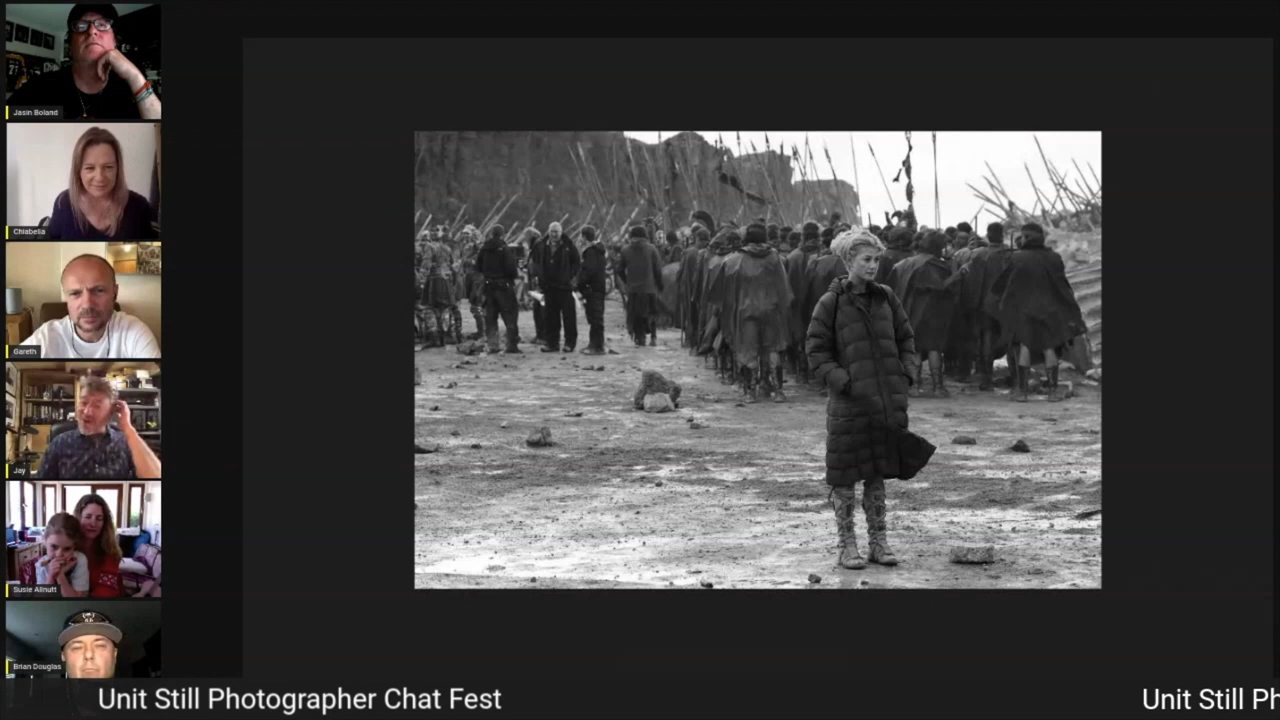 Jasin Boland
Chiabella
Gareth
Jay
Susie Allnutt
Brian Douglas
Unit Still Photographer Chat Fest
Unit Still Ph